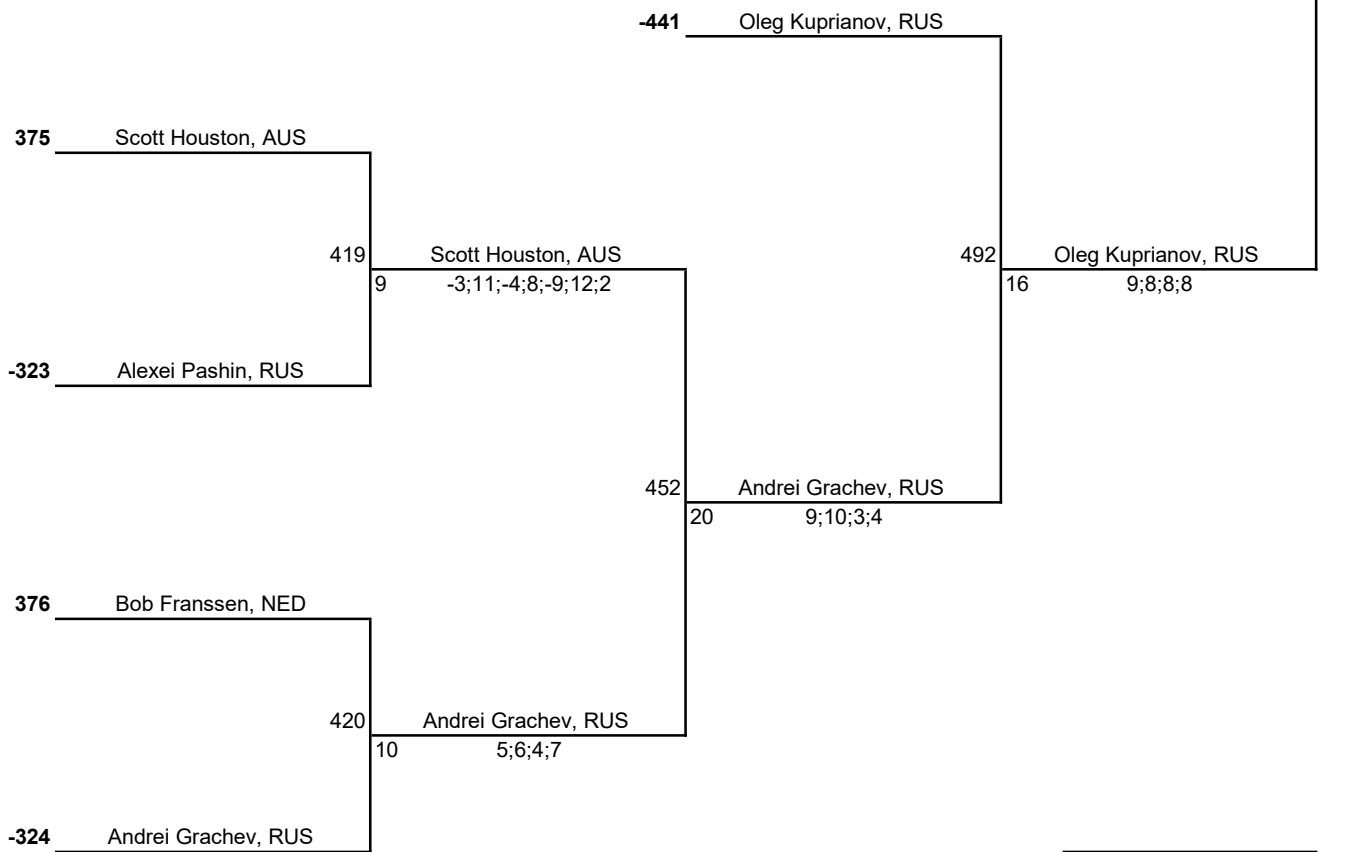 -441 Oleg Kuprianov, RUS
375 Scott Houston, AUS
419 Scott Houston, AUS
492 Oleg Kuprianov, RUS
9 -3;11;-4;8;-9;12;2
16 9;8;8;8
-323 Alexei Pashin, RUS
452 Andrei Grachev, RUS
20 9;10;3;4
376 Bob Franssen, NED
420 Andrei Grachev, RUS
10 5;6;4;7
-324 Andrei Grachev, RUS